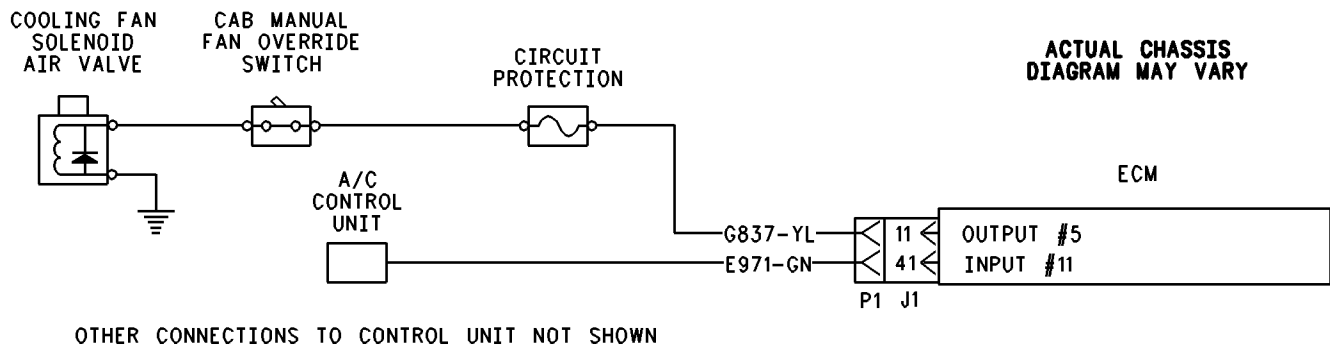 COOLING FAN
SOLENOID
AIR VALVE
CAB MANUAL
FAN OVERRIDE
SWITCH
CIRCUIT
PROTECTION
ACTUAL CHASSIS
DIAGRAM MAY VARY
A/C
CONTROL
UNIT
ECM
G837-YL
11
OUTPUT #5
E971-GN
41
INPUT #11
P1
J1
OTHER CONNECTIONS TO CONTROL UNIT NOT SHOWN